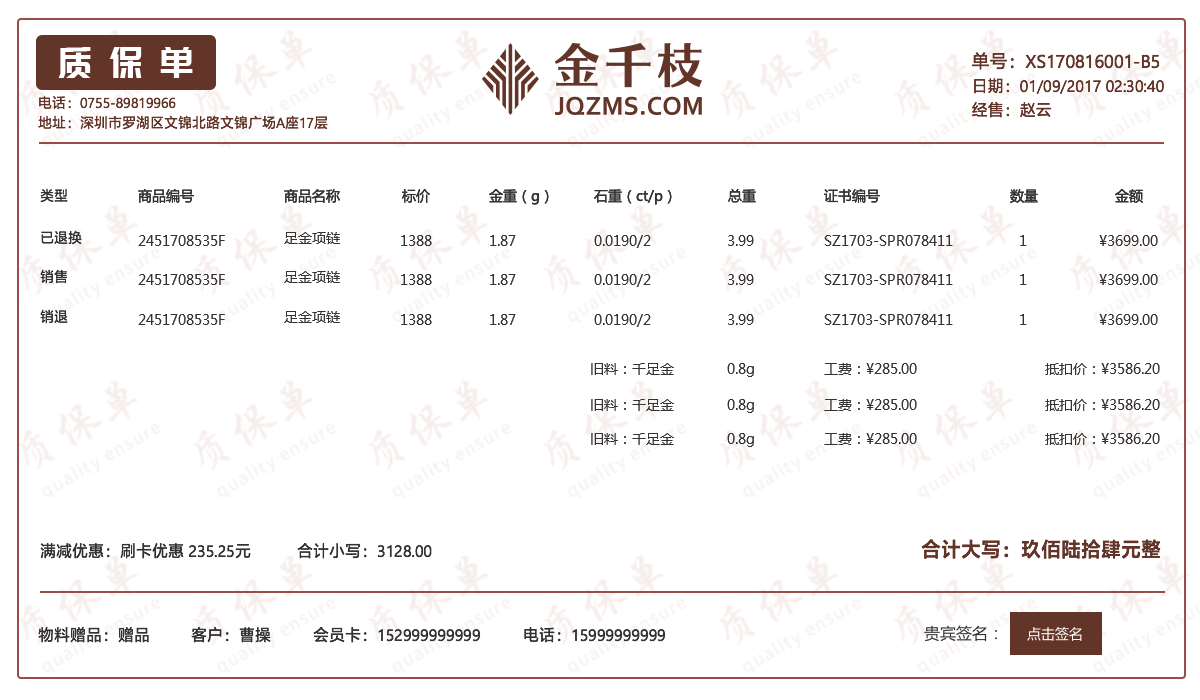 质保单
电话：0755-89819966
地址：深圳市罗湖区文锦北路文锦广场A座17层
金千枝
JQZMS.COM
单号：XS170816001-B5
日期：01/09/2017 02:30:40
经售：赵云
类型 商品编号 商品名称 标价 金重（g） 石重（ct/p） 总重 证书编号 数量 金额
已退换 2451708535F 足金项链 1388 1.87 0.0190/2 3.99 SZ1703-SPR078411 1 ¥3699.00
销售 2451708535F 足金项链 1388 1.87 0.0190/2 3.99 SZ1703-SPR078411 1 ¥3699.00
销退 2451708535F 足金项链 1388 1.87 0.0190/2 3.99 SZ1703-SPR078411 1 ¥3699.00
旧料：千足金 0.8g 工费：¥285.00 抵扣价：¥3586.20
旧料：千足金 0.8g 工费：¥285.00 抵扣价：¥3586.20
旧料：千足金 0.8g 工费：¥285.00 抵扣价：¥3586.20
满减优惠：刷卡优惠 235.25元 合计小写：3128.00 合计大写：玖佰陆拾肆元整
物料赠品：赠品 客户：曹操 会员卡：152999999999 电话：15999999999 贵宾签名： 点击签名
质保单
quality ensure